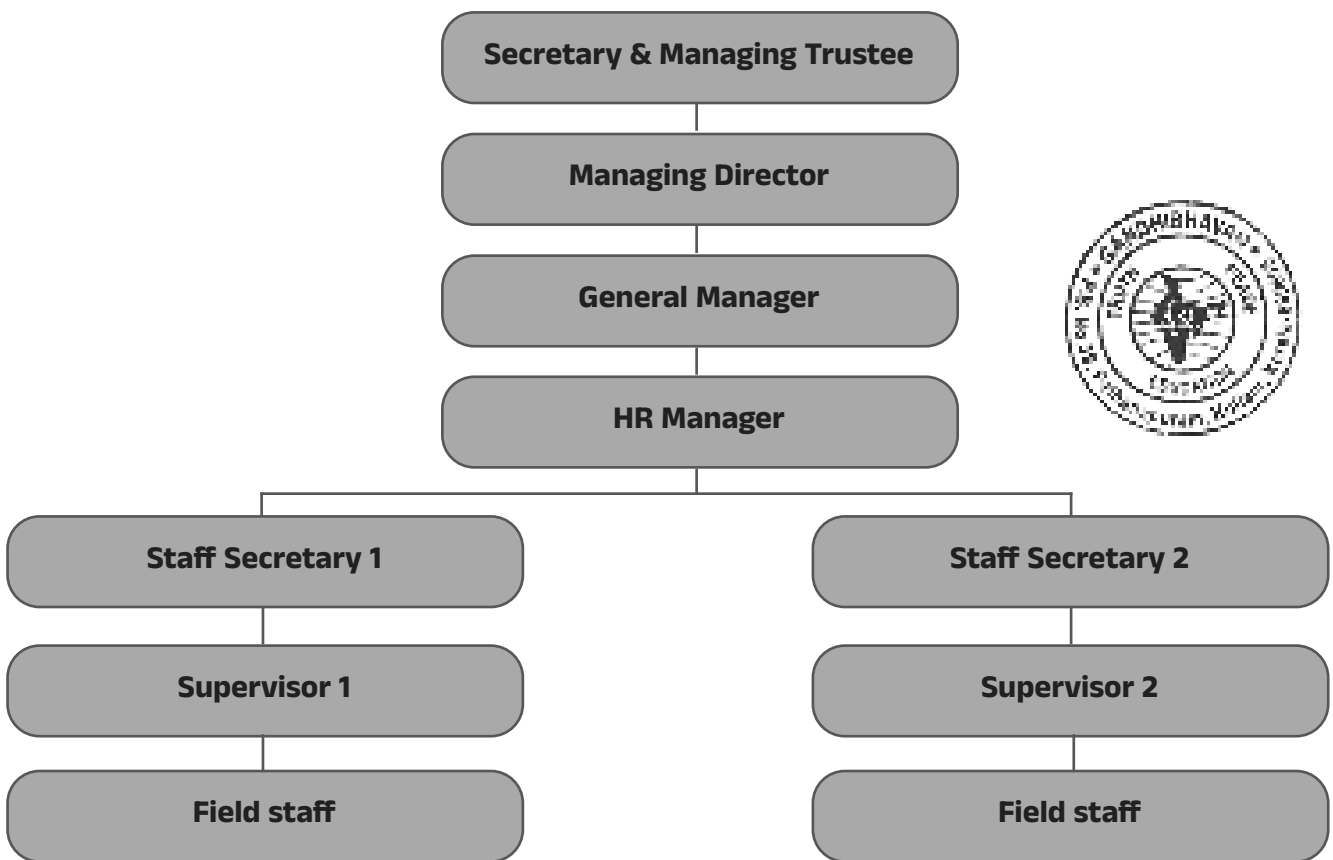 Secretary & Managing Trustee
Managing Director
General Manager
HR Manager
GANDHIBHAVAN
Staff Secretary 1
Staff Secretary 2
Supervisor 1
Supervisor 2
Field staff
Field staff